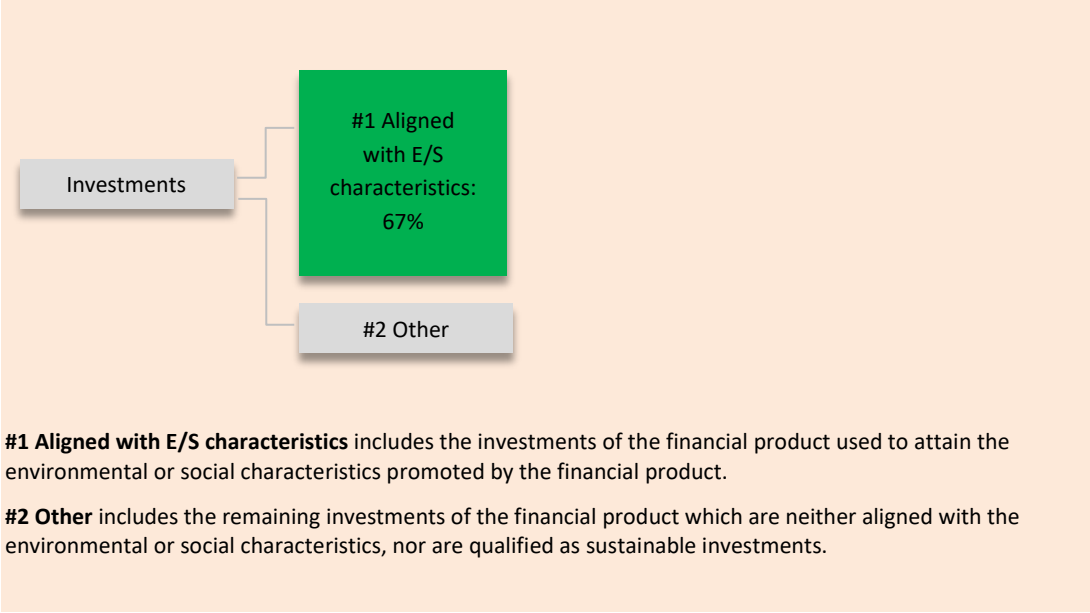 #1 Aligned
with E/S
characteristics:
67%
Investments
#2 Other
#1 Aligned with E/S characteristics includes the investments of the financial product used to attain the
environmental or social characteristics promoted by the financial product.
#2 Other includes the remaining investments of the financial product which are neither aligned with the
environmental or social characteristics, nor are qualified as sustainable investments.